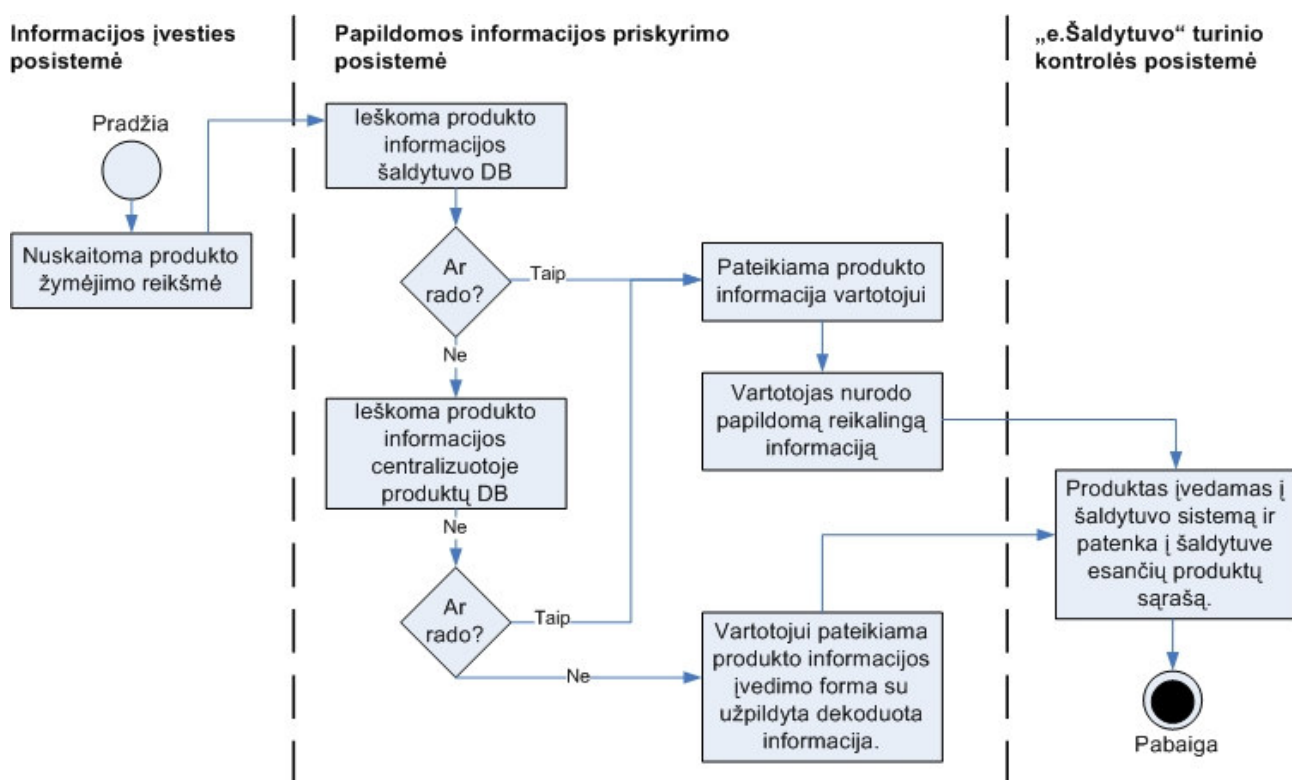 Informacijos įvesties
posistemė
Papildomos informacijos priskyrimo
posistemė
„e.Šaldytuvo“ turinio
kontrolės posistemė
Pradžia
Nuskaitoma produkto
žymėjimo reikšmė
Ieškoma produkto
informacijos
šaldytuvo DB
Ar
rado?
Taip
Ne
Pateikiama produkto
informacija vartotojui
Vartotojas nurodo
papildomą reikalingą
informaciją
Ieškoma produkto
informacijos
centralizuotoje
produktų DB
Ne
Ar
rado?
Taip
Ne
Vartotojui pateikiama
produkto informacijos
įvedimo forma su
užpildyta dekoduota
informacija.
Produktas įvedamas į
šaldytuvo sistemą ir
patenka į šaldytuve
esančių produktų
sąrašą.
Pabaiga